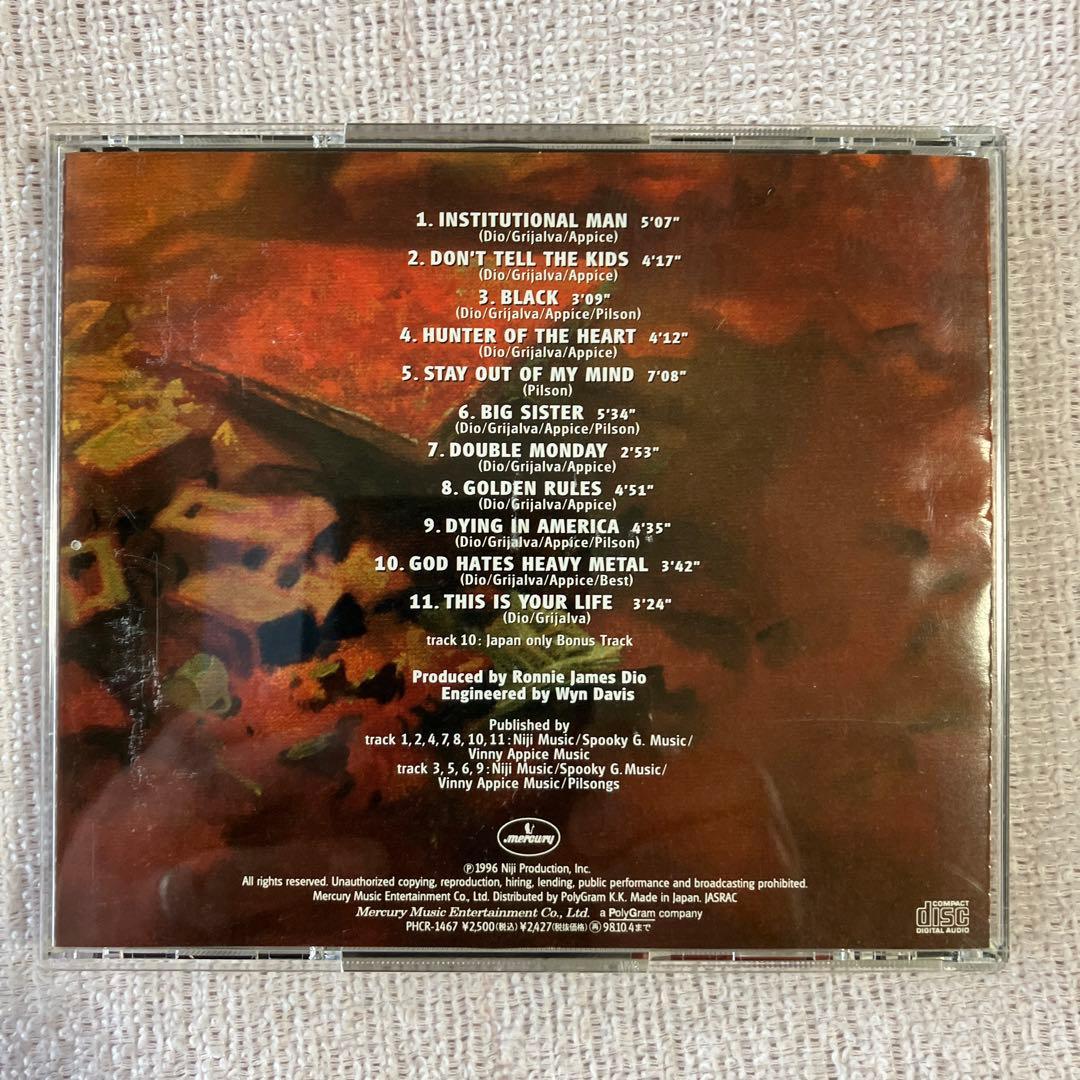 1. INSTITUTIONAL MAN 5'07"
(Dio/Grijalva/Appice)
2. DON'T TELL THE KIDS 4'17"
(Dio/Grijalva/Appice)
3. BLACK 3'09"
(Dio/Grijalva/Appice/Pilson)
4. HUNTER OF THE HEART 4'12"
(Dio/Grijalva/Appice)
5. STAY OUT OF MY MIND 7'08"
(Pilson)
6. BIG SISTER 5'34"
(Dio/Grijalva/Appice/Pilson)
7. DOUBLE MONDAY 2'53"
(Dio/Grijalva/Appice)
8. GOLDEN RULES 4'51"
(Dio/Grijalva/Appice)
9. DYING IN AMERICA 4'35"
(Dio/Grijalva/Appice/Pilson)
10. GOD HATES HEAVY METAL 3'42"
(Dio/Grijalva/Appice/Best)
11. THIS IS YOUR LIFE 3'24"
(Dio/Grijalva)
track 10: Japan only Bonus Track
Produced by Ronnie James Dio
Engineered by Wyn Davis
Published by
track 1, 2, 4, 7, 8, 10, 11: Niji Music/Spooky G. Music/
Vinny Appice Music
track 3, 5, 6, 9: Niji Music/Spooky G. Music/
Vinny Appice Music/Pilsongs
mercury
Ⓟ1996 Niji Production, Inc.
All rights reserved. Unauthorized copying, reproduction, hiring, lending, public performance and broadcasting prohibited.
Mercury Music Entertainment Co., Ltd. Distributed by PolyGram K.K. Made in Japan. JASRAC
Mercury Music Entertainment Co., Ltd. a PolyGram company
PHCR-1467 ¥2,500(税込)¥2,427(税抜価格)Ⓡ98.10.4まで
COMPACT
disc
DIGITAL AUDIO